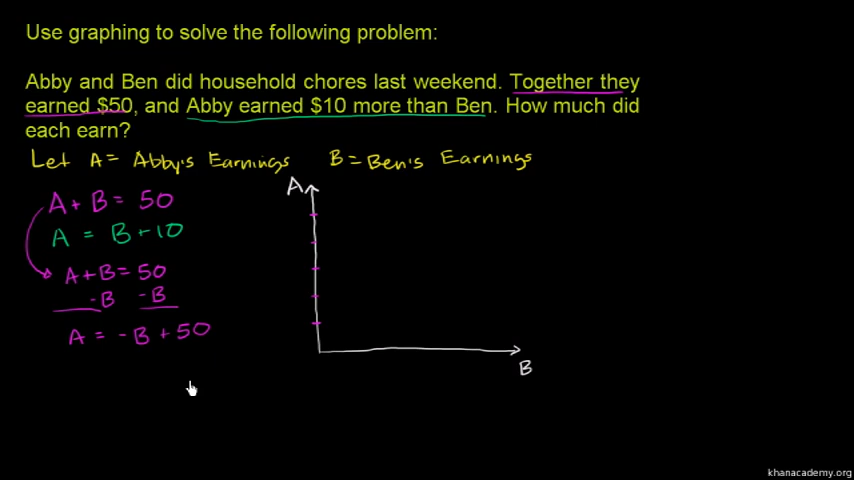 Use graphing to solve the following problem:
Abby and Ben did household chores last weekend. Together they
earned $50, and Abby earned $10 more than Ben. How much did
each earn?
Let A = Abby's Earnings B = Ben's Earnings
A + B = 50
A = B + 10
A + B = 50
-B -B
A = -B + 50
A
B
khanacademy.org